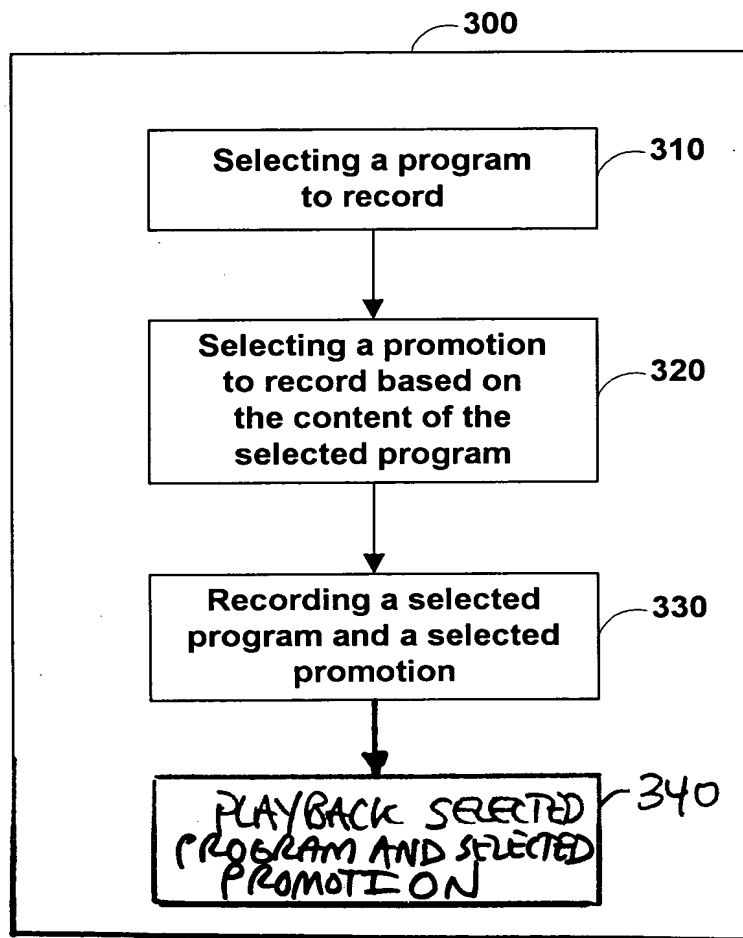 300
Selecting a program
to record
310
Selecting a promotion
to record based on
the content of the
selected program
320
Recording a selected
program and a selected
promotion
330
PLAYBACK SELECTED
PROGRAM AND SELECTED
PROMOTION
340